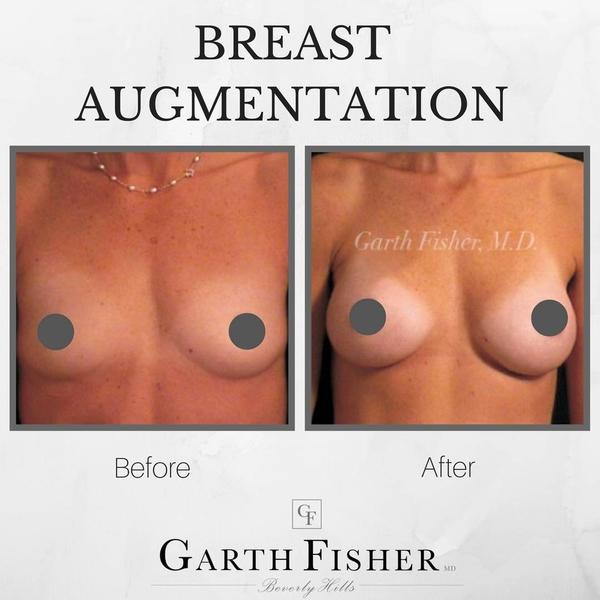 BREAST
AUGMENTATION
Garth Fisher, M.D.
Before
After
GF
GARTH FISHER MD
Beverly Hills